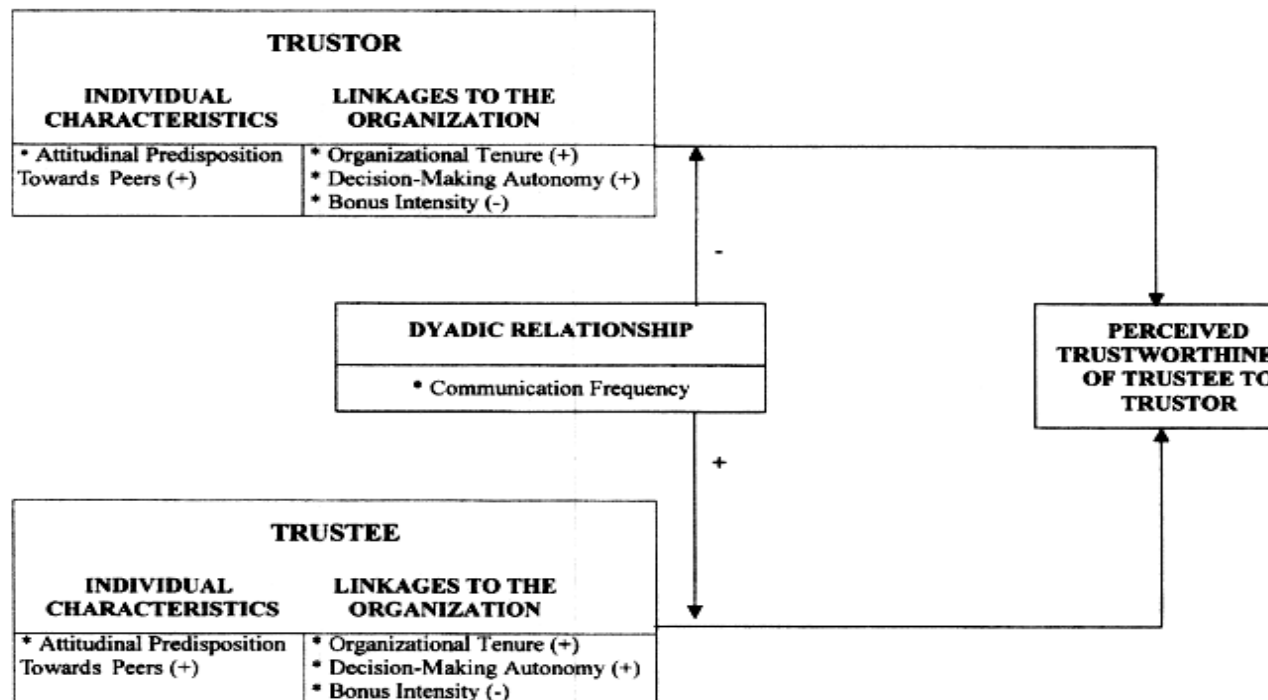 TRUSTOR
INDIVIDUAL
CHARACTERISTICS
* Attitudinal Predisposition
Towards Peers (+)
LINKAGES TO THE
ORGANIZATION
* Organizational Tenure (+)
* Decision-Making Autonomy (+)
* Bonus Intensity (-)
-
DYADIC RELATIONSHIP
* Communication Frequency
+
PERCEIVED
TRUSTWORTHINE
OF TRUSTEE TO
TRUSTOR
TRUSTEE
INDIVIDUAL
CHARACTERISTICS
* Attitudinal Predisposition
Towards Peers (+)
LINKAGES TO THE
ORGANIZATION
* Organizational Tenure (+)
* Decision-Making Autonomy (+)
* Bonus Intensity (-)